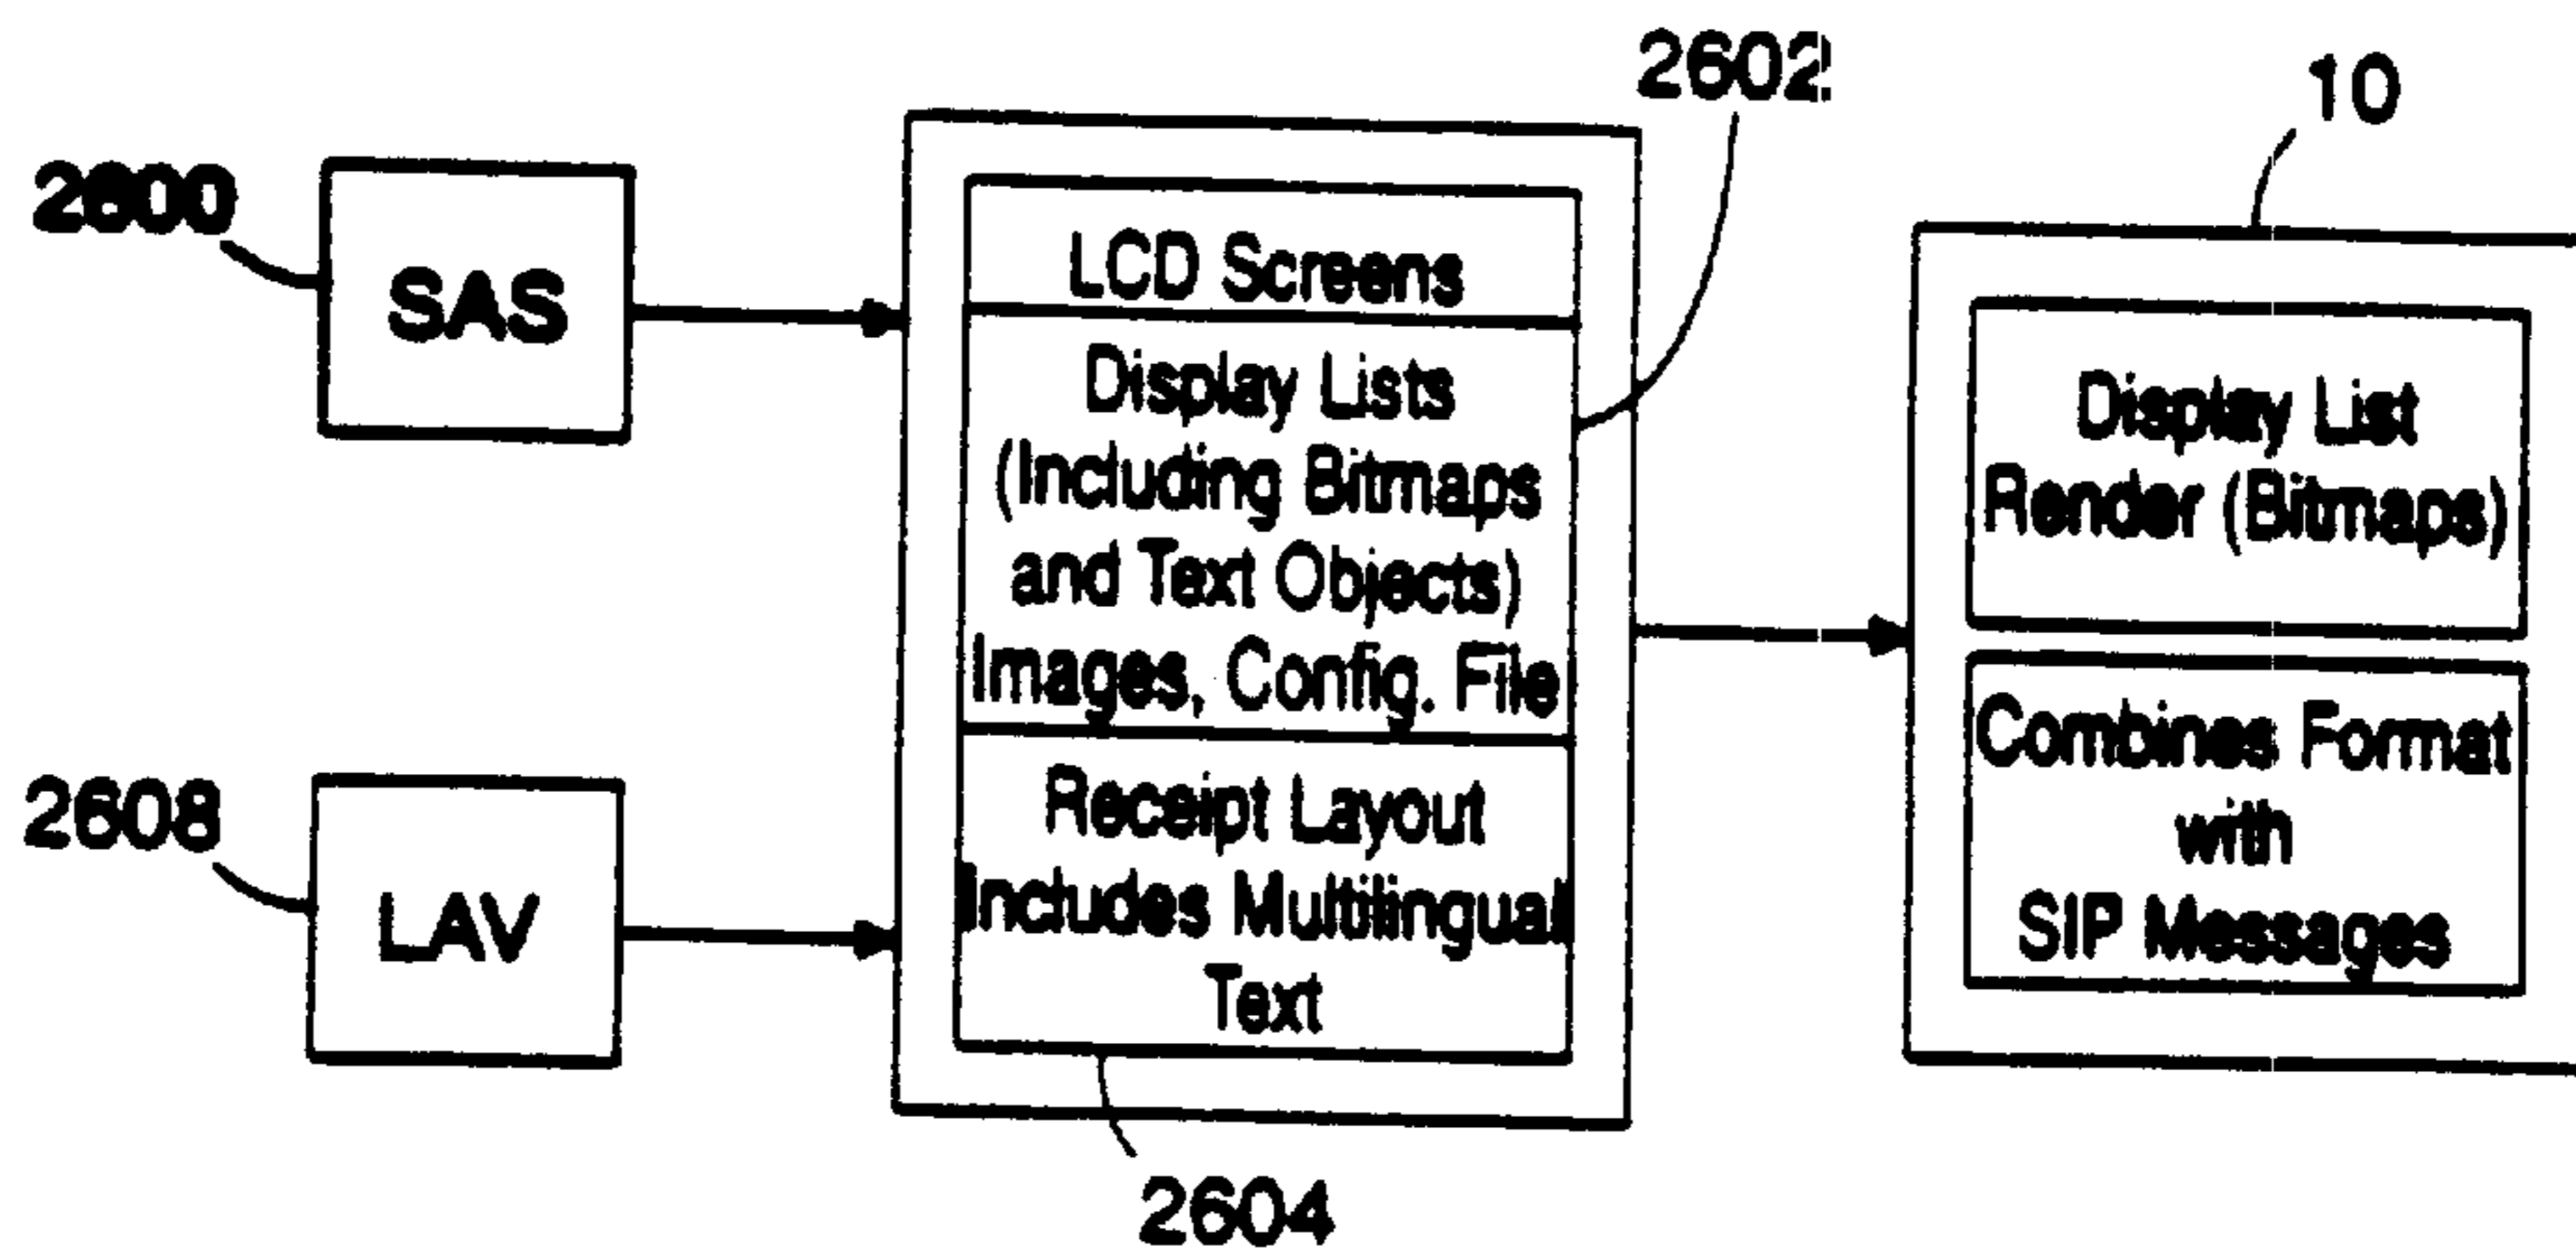 2602
10
2600
SAS
LCD Screens
Display Lists
(Including Bitmaps
and Text Objects)
Images, Config. File
Receipt Layout
Includes Multilingual
Text
2604
2608
LAV
Display List
Render (Bitmaps)
Combines Format
with
SIP Messages